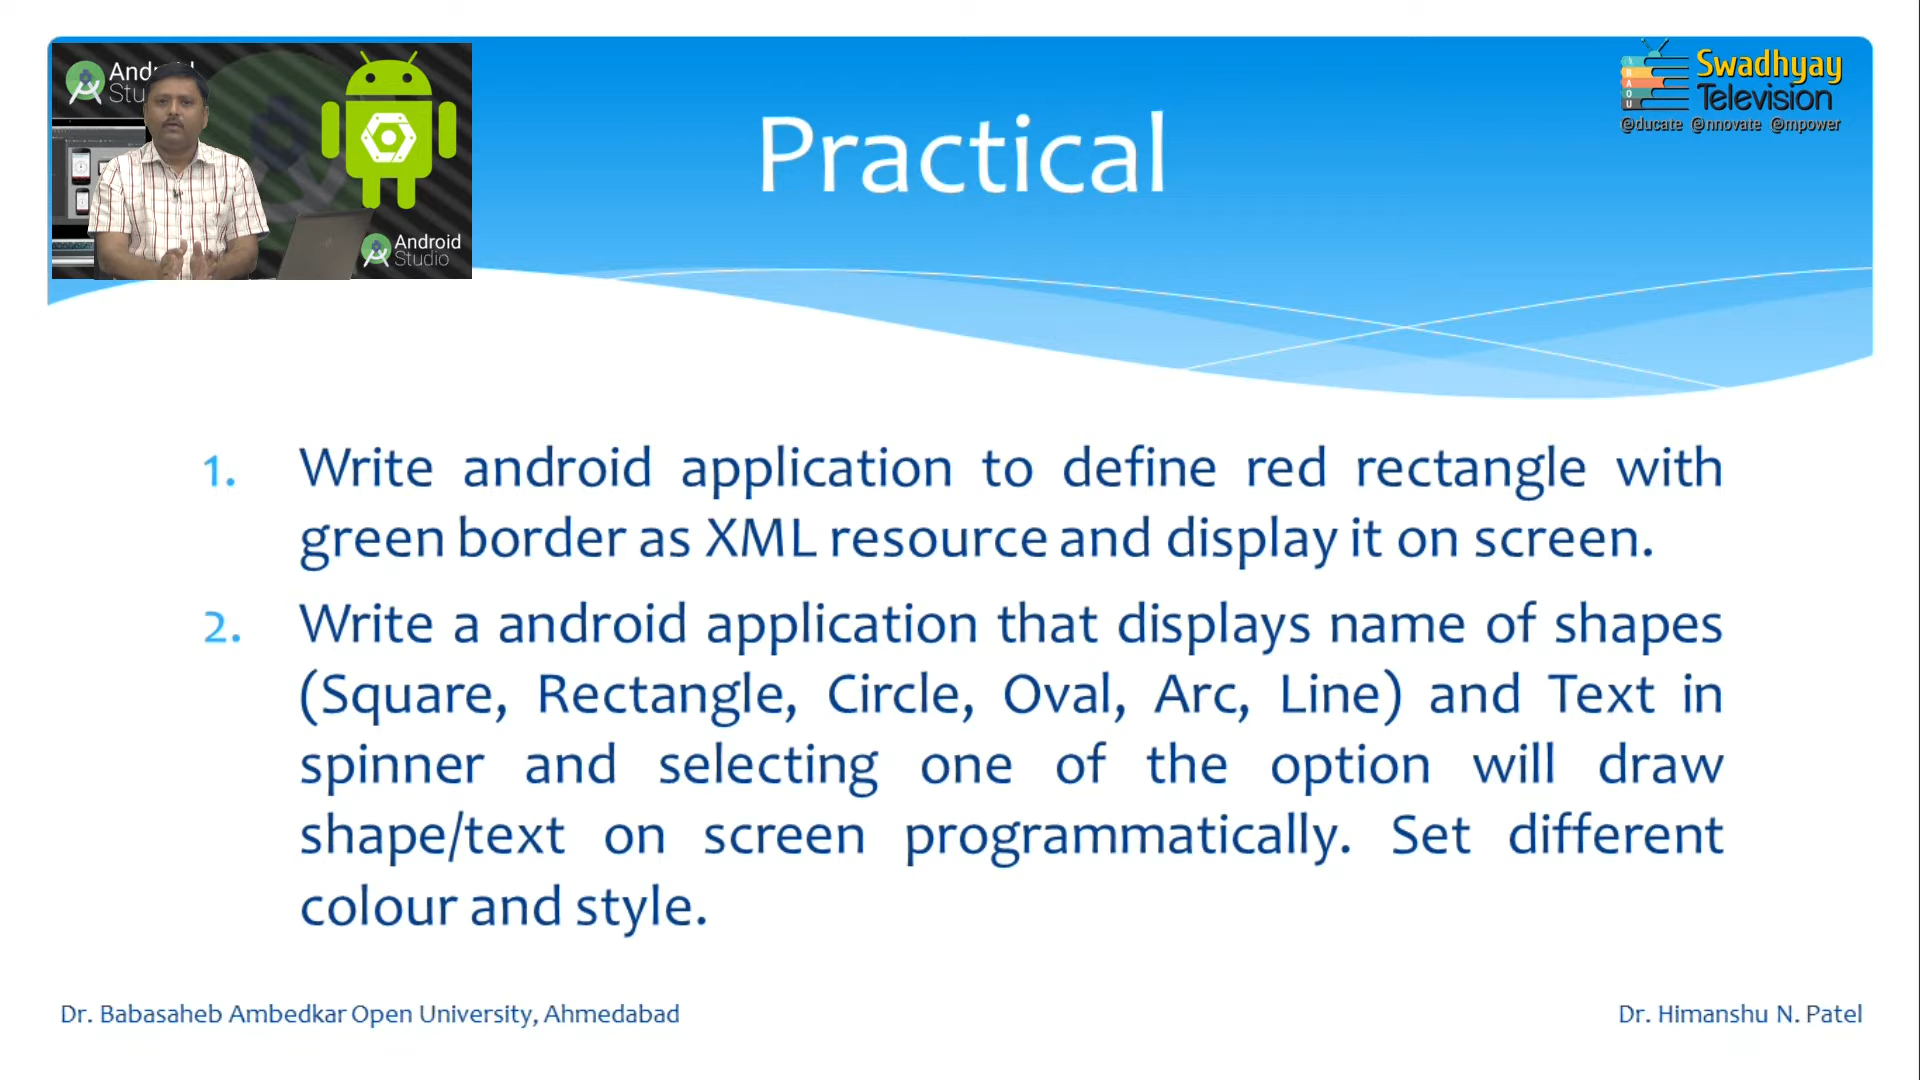 Swadhyay
Television
@ducate @nnovate @mpower
Android
Studio
Practical
1. Write android application to define red rectangle with
green border as XML resource and display it on screen.
2. Write a android application that displays name of shapes
(Square, Rectangle, Circle, Oval, Arc, Line) and Text in
spinner and selecting one of the option will draw
shape/text on screen programmatically. Set different
colour and style.
Dr. Babasaheb Ambedkar Open University, Ahmedabad
Dr. Himanshu N. Patel